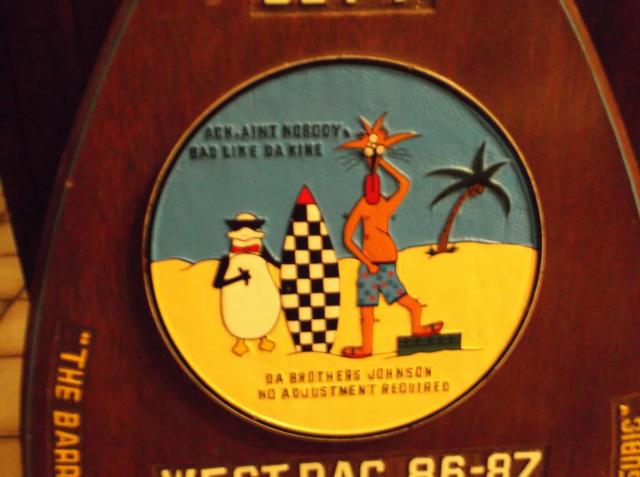 ACK, AINT NOBODY
BAD LIKE DA KINE
DA BROTHERS JOHNSON
NO ADJUSTMENT REQUIRED
"THE BARR
WEST PAC 86-87